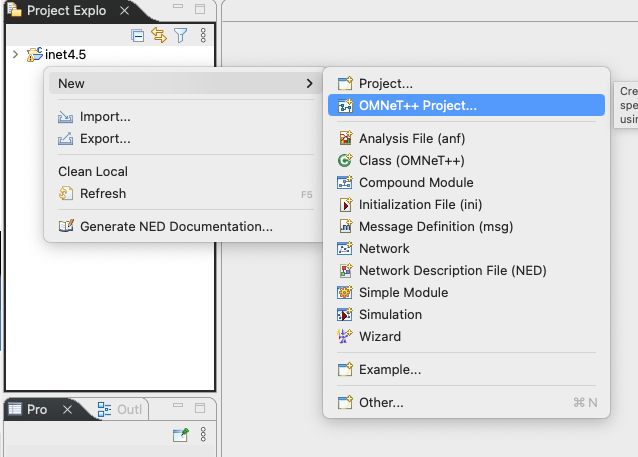 Project Explo
inet4.5
New
Import...
Export...
Clean Local
Refresh F5
Generate NED Documentation...
Project...
OMNeT++ Project...
Analysis File (anf)
Class (OMNeT++)
Compound Module
Initialization File (ini)
Message Definition (msg)
Network
Network Description File (NED)
Simple Module
Simulation
Wizard
Example...
Other... ⌘ N
Cre
spe
usin
Pro
Outl